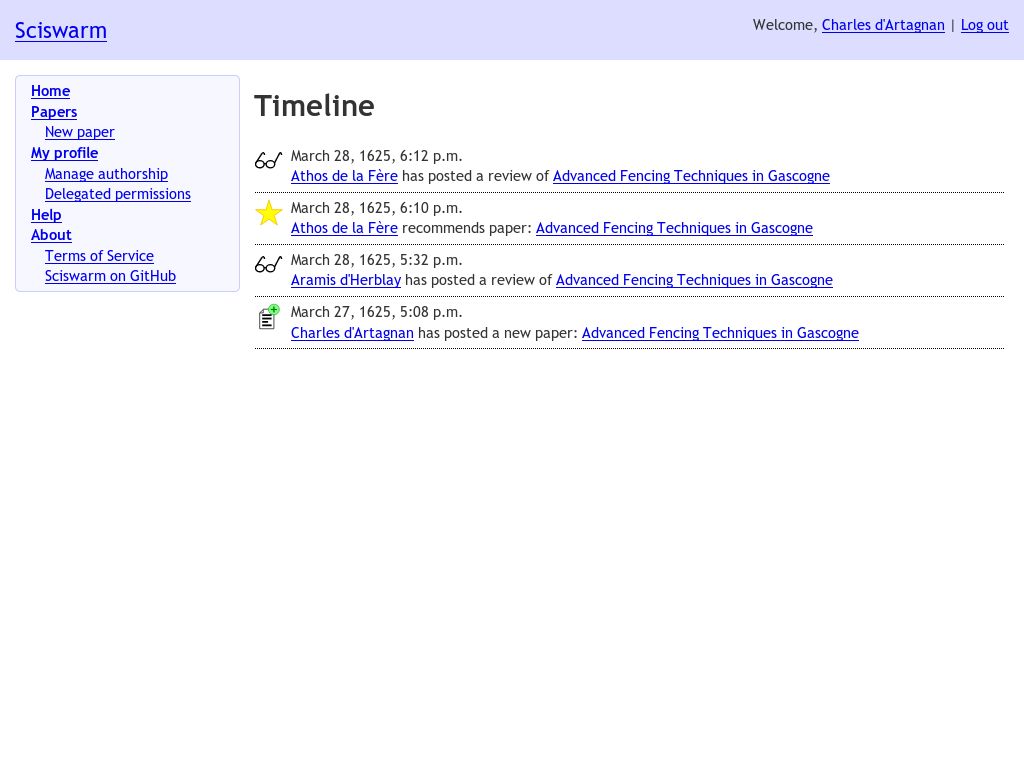 Sciswarm
Welcome, Charles d'Artagnan | Log out
Home
Papers
New paper
My profile
Manage authorship
Delegated permissions
Help
About
Terms of Service
Sciswarm on GitHub
Timeline
March 28, 1625, 6:12 p.m.
Athos de la Fère has posted a review of Advanced Fencing Techniques in Gascogne
March 28, 1625, 6:10 p.m.
Athos de la Fère recommends paper: Advanced Fencing Techniques in Gascogne
March 28, 1625, 5:32 p.m.
Aramis d'Herblay has posted a review of Advanced Fencing Techniques in Gascogne
March 27, 1625, 5:08 p.m.
Charles d'Artagnan has posted a new paper: Advanced Fencing Techniques in Gascogne